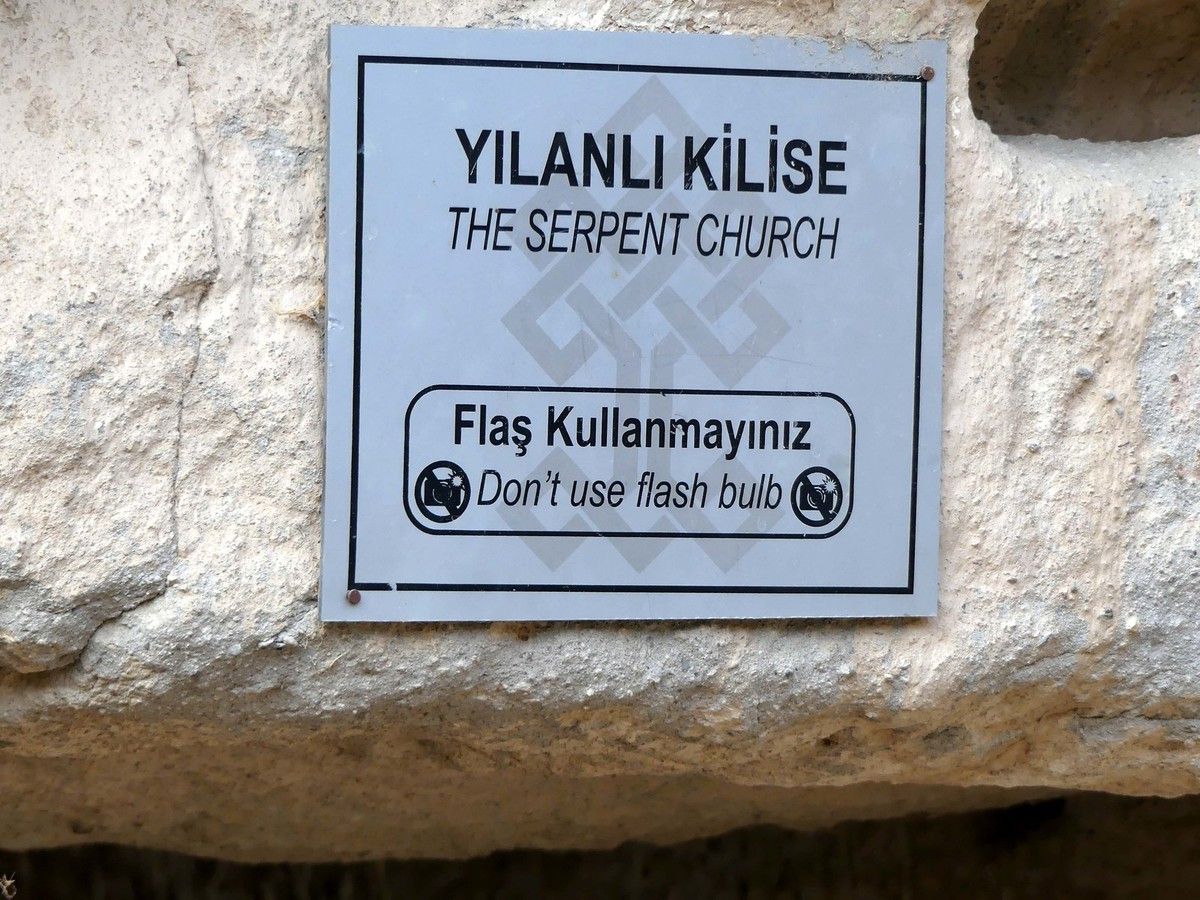 YILANLI KİLİSE
THE SERPENT CHURCH
Flaş Kullanmayınız
Don't use flash bulb